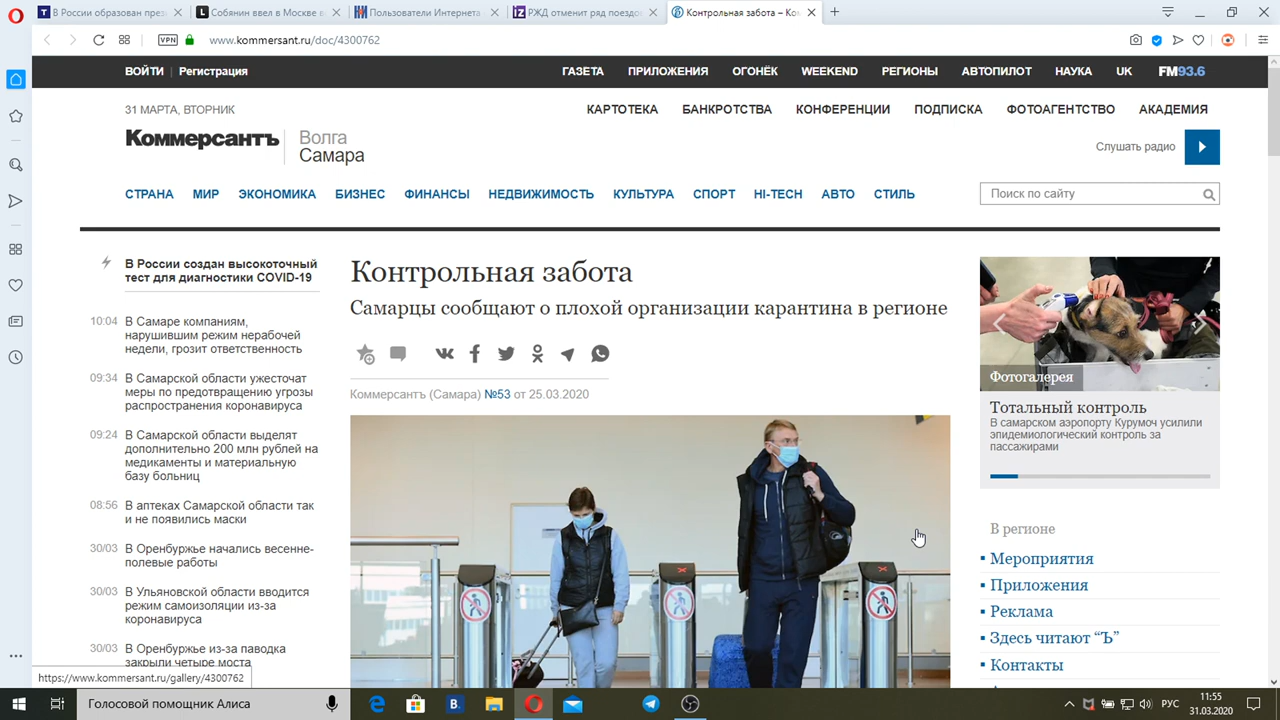 В России образован през
Собянин ввел в Москве в
Пользователи Интернета
РЖД отменит ряд поездов
Контрольная забота – Ком
VPN
www.kommersant.ru/doc/4300762
ВОЙТИ | Регистрация
ГАЗЕТА ПРИЛОЖЕНИЯ ОГОНЁК WEEKEND РЕГИОНЫ АВТОПИЛОТ НАУКА UK FM93.6
31 МАРТА, ВТОРНИК
КАРТОТЕКА БАНКРОТСТВА КОНФЕРЕНЦИИ ПОДПИСКА ФОТОАГЕНТСТВО АКАДЕМИЯ
Коммерсантъ
Волга
Самара
Слушать радио
СТРАНА МИР ЭКОНОМИКА БИЗНЕС ФИНАНСЫ НЕДВИЖИМОСТЬ КУЛЬТУРА СПОРТ HI-TECH АВТО СТИЛЬ
Поиск по сайту
В России создан высокоточный
тест для диагностики COVID-19
10:04 В Самаре компаниям,
нарушившим режим нерабочей
недели, грозит ответственность
09:34 В Самарской области ужесточат
меры по предотвращению угрозы
распространения коронавируса
09:24 В Самарской области выделят
дополнительно 200 млн рублей на
медикаменты и материальную
базу больниц
08:56 В аптеках Самарской области так
и не появились маски
30/03 В Оренбуржье начались весенне-
полевые работы
30/03 В Ульяновской области вводится
режим самоизоляции из-за
коронавируса
30/03 В Оренбуржье из-за паводка
закрыли четыре моста
Контрольная забота
Самарцы сообщают о плохой организации карантина в регионе
Коммерсантъ (Самара) №53 от 25.03.2020
Фотогалерея
Тотальный контроль
В самарском аэропорту Курумоч усилили
эпидемиологический контроль за
пассажирами
В регионе
Мероприятия
Приложения
Реклама
Здесь читают “Ъ”
Контакты
https://www.kommersant.ru/gallery/4300762
Голосовой помощник Алиса
РУС
11:55
31.03.2020